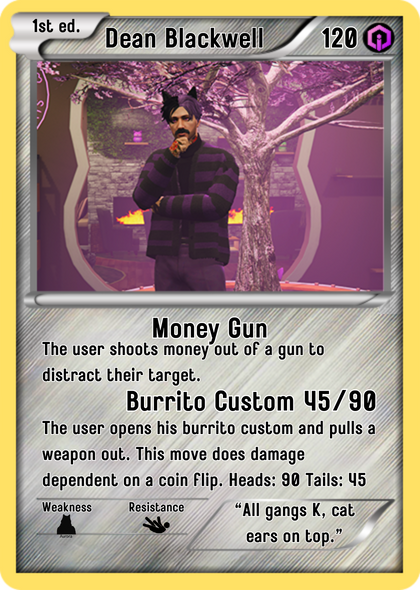 1st ed.
Dean Blackwell
120
Money Gun
The user shoots money out of a gun to
distract their target.
Burrito Custom 45/90
The user opens his burrito custom and pulls a
weapon out. This move does damage
dependent on a coin flip. Heads: 90 Tails: 45
Weakness
Resistance
“All gangs K, cat
ears on top.”